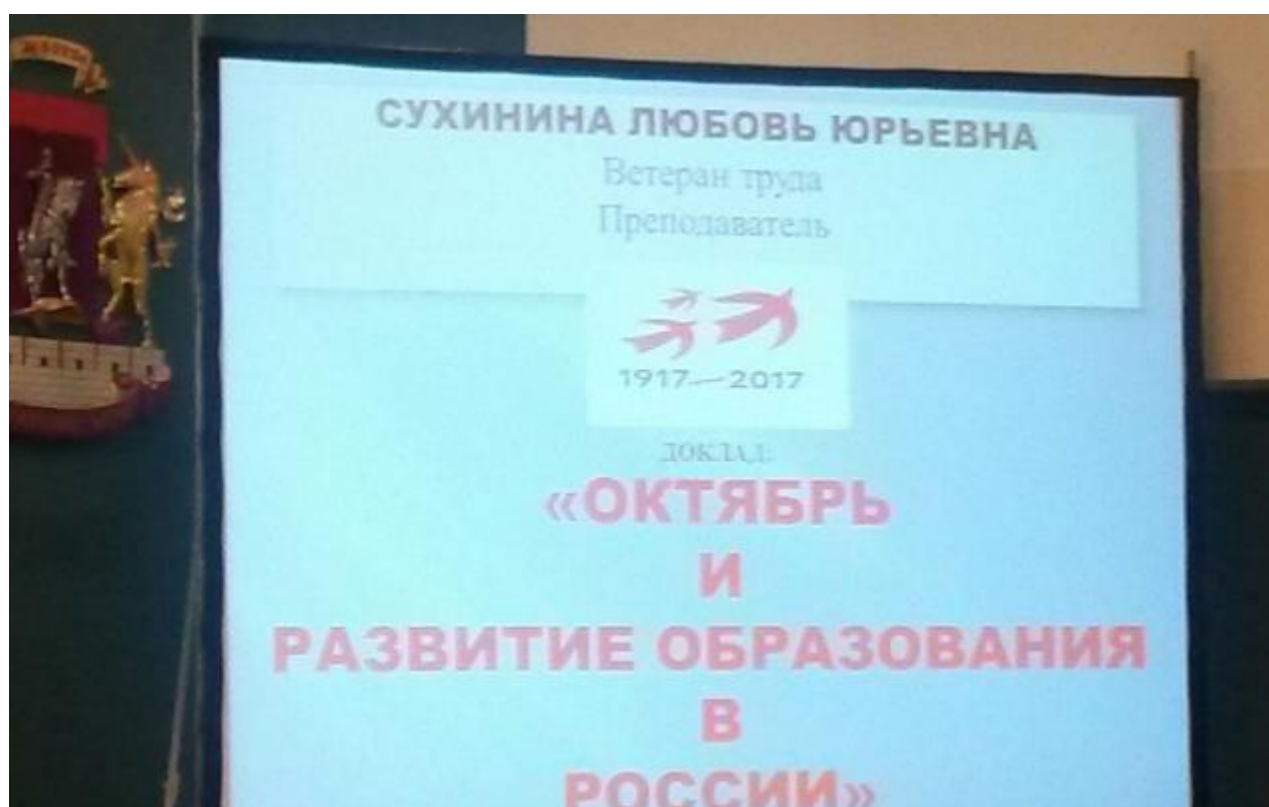 СУХИНИНА ЛЮБОВЬ ЮРЬЕВНА
Ветеран труда
Преподаватель
1917—2017
ДОКЛАД:
«ОКТЯБРЬ
И
РАЗВИТИЕ ОБРАЗОВАНИЯ
В
РОССИИ»